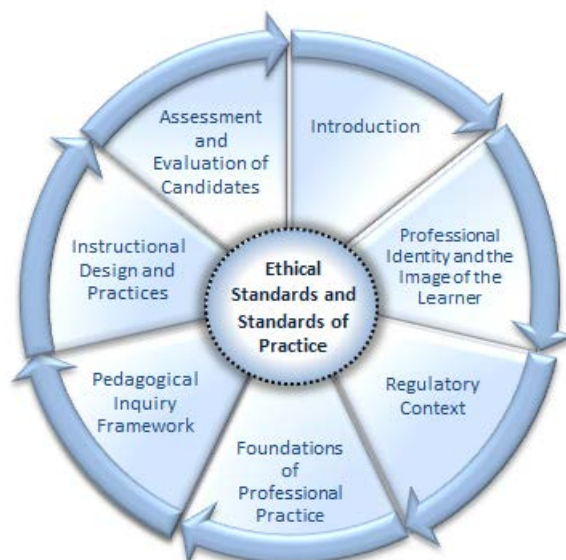 Introduction
Professional
Identity and the
Image of the
Learner
Regulatory
Context
Foundations
of
Professional
Practice
Pedagogical
Inquiry
Framework
Instructional
Design and
Practices
Assessment
and
Evaluation of
Candidates
Ethical
Standards and
Standards of
Practice